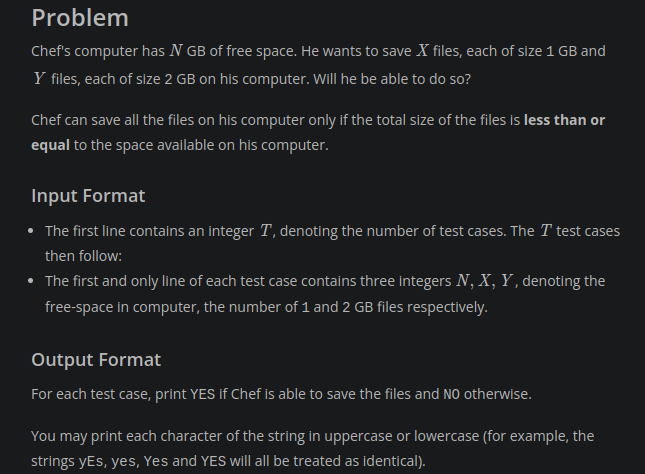 Problem
Chef's computer has N GB of free space. He wants to save X files, each of size 1 GB and
Y files, each of size 2 GB on his computer. Will he be able to do so?
Chef can save all the files on his computer only if the total size of the files is less than or
equal to the space available on his computer.
Input Format
• The first line contains an integer T, denoting the number of test cases. The T test cases
then follow:
• The first and only line of each test case contains three integers N, X, Y, denoting the
free-space in computer, the number of 1 and 2 GB files respectively.
Output Format
For each test case, print YES if Chef is able to save the files and NO otherwise.
You may print each character of the string in uppercase or lowercase (for example, the
strings yEs, yes, Yes and YES will all be treated as identical).